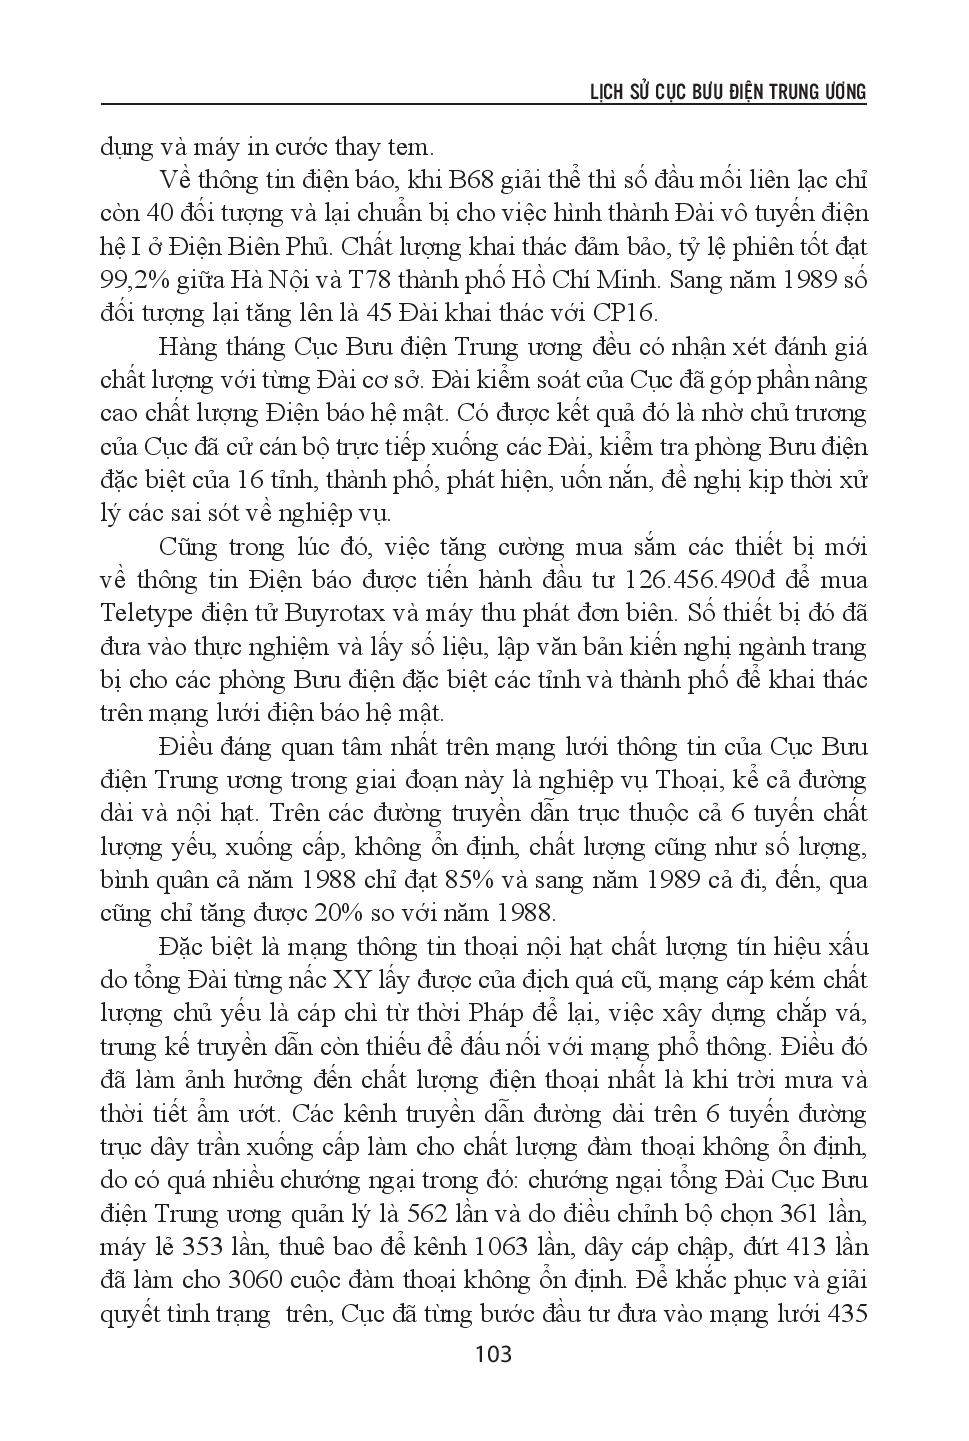 LỊCH SỬ CỤC BƯU ĐIỆN TRUNG ƯƠNG
dụng và máy in cước thay tem.
Về thông tin điện báo, khi B68 giải thể thì số đầu mối liên lạc chỉ
còn 40 đối tượng và lại chuẩn bị cho việc hình thành Đài vô tuyến điện
hệ I ở Điện Biên Phủ. Chất lượng khai thác đảm bảo, tỷ lệ phiên tốt đạt
99,2% giữa Hà Nội và T78 thành phố Hồ Chí Minh. Sang năm 1989 số
đối tượng lại tăng lên là 45 Đài khai thác với CP16.
Hàng tháng Cục Bưu điện Trung ương đều có nhận xét đánh giá
chất lượng với từng Đài cơ sở. Đài kiểm soát của Cục đã góp phần nâng
cao chất lượng Điện báo hệ mật. Có được kết quả đó là nhờ chủ trương
của Cục đã cử cán bộ trực tiếp xuống các Đài, kiểm tra phòng Bưu điện
đặc biệt của 16 tỉnh, thành phố, phát hiện, uốn nắn, đề nghị kịp thời xử
lý các sai sót về nghiệp vụ.
Cũng trong lúc đó, việc tăng cường mua sắm các thiết bị mới
về thông tin Điện báo được tiến hành đầu tư 126.456.490đ để mua
Teletype điện tử Buyrotax và máy thu phát đơn biên. Số thiết bị đó đã
đưa vào thực nghiệm và lấy số liệu, lập văn bản kiến nghị ngành trang
bị cho các phòng Bưu điện đặc biệt các tỉnh và thành phố để khai thác
trên mạng lưới điện báo hệ mật.
Điều đáng quan tâm nhất trên mạng lưới thông tin của Cục Bưu
điện Trung ương trong giai đoạn này là nghiệp vụ Thoại, kể cả đường
dài và nội hạt. Trên các đường truyền dẫn trục thuộc cả 6 tuyến chất
lượng yếu, xuống cấp, không ổn định, chất lượng cũng như số lượng,
bình quân cả năm 1988 chỉ đạt 85% và sang năm 1989 cả đi, đến, qua
cũng chỉ tăng được 20% so với năm 1988.
Đặc biệt là mạng thông tin thoại nội hạt chất lượng tín hiệu xấu
do tổng Đài từng nấc XY lấy được của địch quá cũ, mạng cáp kém chất
lượng chủ yếu là cáp chì từ thời Pháp để lại, việc xây dựng chắp vá,
trung kế truyền dẫn còn thiếu để đấu nối với mạng phổ thông. Điều đó
đã làm ảnh hưởng đến chất lượng điện thoại nhất là khi trời mưa và
thời tiết ẩm ướt. Các kênh truyền dẫn đường dài trên 6 tuyến đường
trục dây trần xuống cấp làm cho chất lượng đàm thoại không ổn định,
do có quá nhiều chướng ngại trong đó: chướng ngại tổng Đài Cục Bưu
điện Trung ương quản lý là 562 lần và do điều chỉnh bộ chọn 361 lần,
máy lẻ 353 lần, thuê bao để kênh 1063 lần, dây cáp chập, đứt 413 lần
đã làm cho 3060 cuộc đàm thoại không ổn định. Để khắc phục và giải
quyết tình trạng  trên, Cục đã từng bước đầu tư đưa vào mạng lưới 435
103